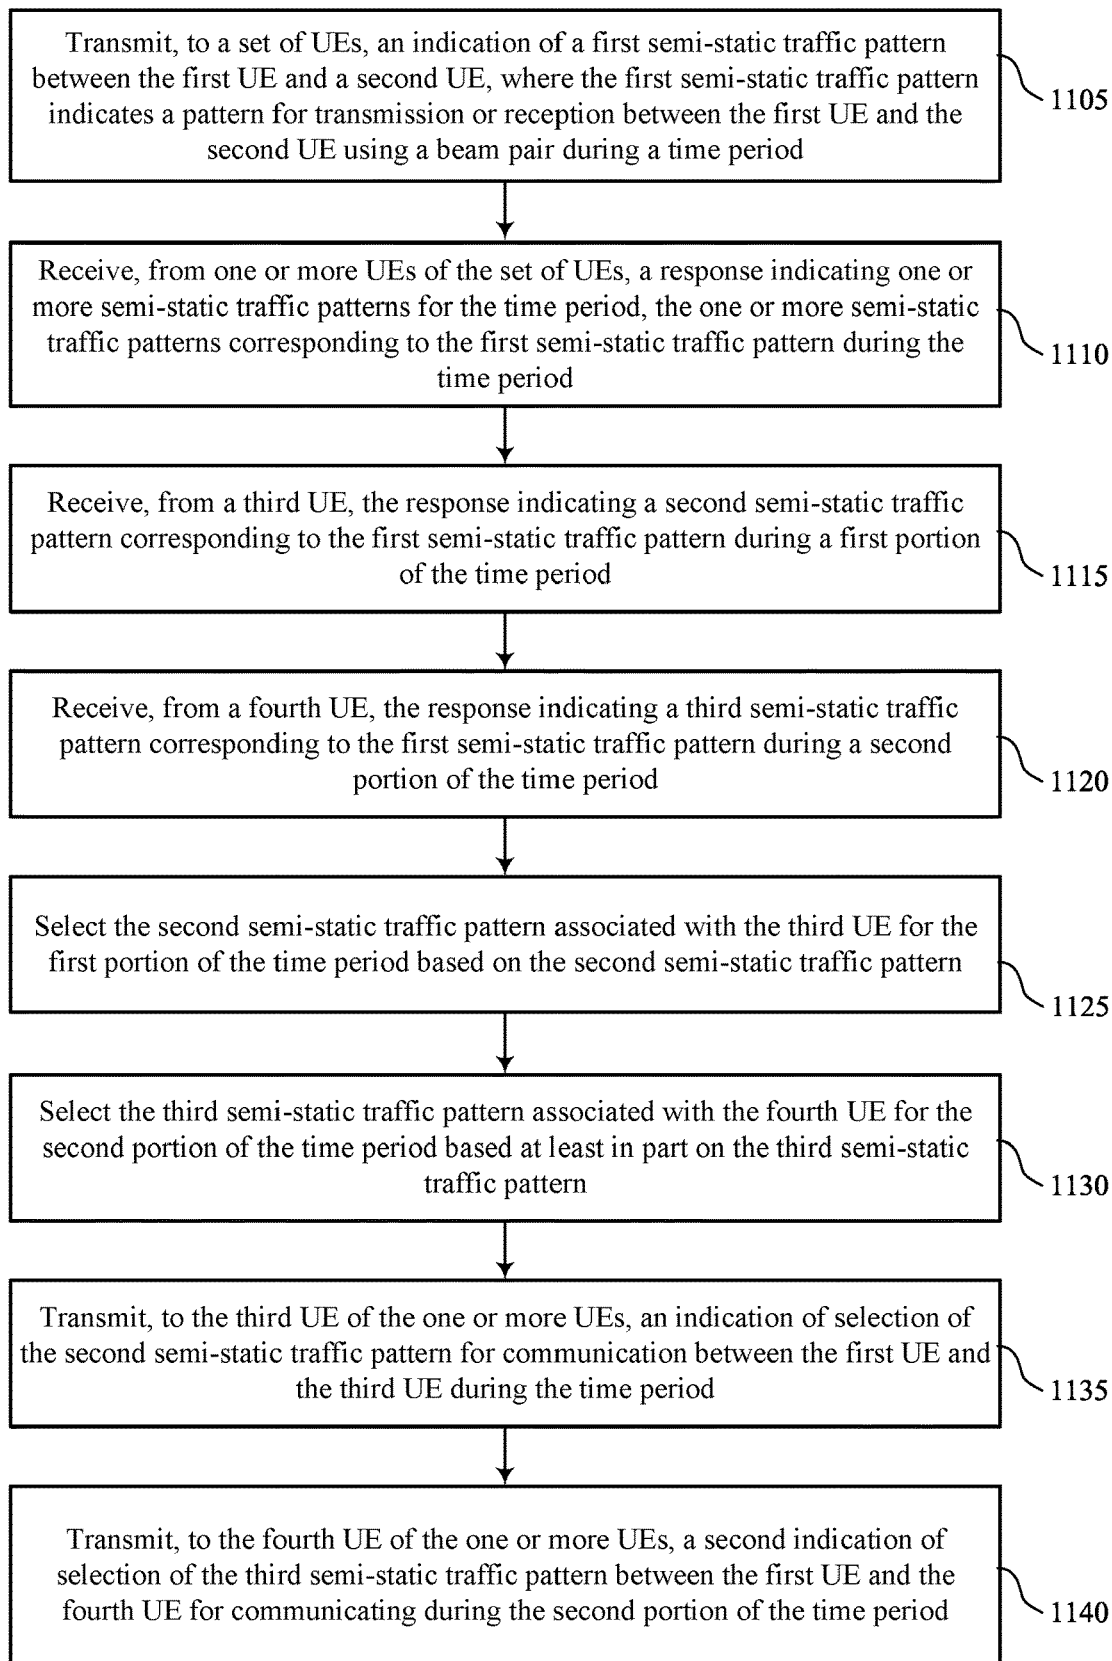 Transmit, to a set of UEs, an indication of a first semi-static traffic pattern
between the first UE and a second UE, where the first semi-static traffic pattern
indicates a pattern for transmission or reception between the first UE and the
second UE using a beam pair during a time period
1105
Receive, from one or more UEs of the set of UEs, a response indicating one or
more semi-static traffic patterns for the time period, the one or more semi-static
traffic patterns corresponding to the first semi-static traffic pattern during the
time period
1110
Receive, from a third UE, the response indicating a second semi-static traffic
pattern corresponding to the first semi-static traffic pattern during a first portion
of the time period
1115
Receive, from a fourth UE, the response indicating a third semi-static traffic
pattern corresponding to the first semi-static traffic pattern during a second
portion of the time period
1120
Select the second semi-static traffic pattern associated with the third UE for the
first portion of the time period based on the second semi-static traffic pattern
1125
Select the third semi-static traffic pattern associated with the fourth UE for the
second portion of the time period based at least in part on the third semi-static
traffic pattern
1130
Transmit, to the third UE of the one or more UEs, an indication of selection of
the second semi-static traffic pattern for communication between the first UE and
the third UE during the time period
1135
Transmit, to the fourth UE of the one or more UEs, a second indication of
selection of the third semi-static traffic pattern between the first UE and the
fourth UE for communicating during the second portion of the time period
1140